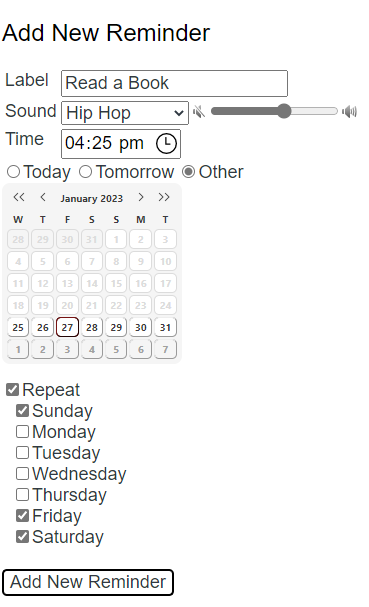 Add New Reminder
Label Read a Book
Sound Hip Hop
Time 04:25 pm
Today Tomorrow Other
January 2023
W T F S S M T
28 29 30 31 1 2 3
4 5 6 7 8 9 10
11 12 13 14 15 16 17
18 19 20 21 22 23 24
25 26 27 28 29 30 31
1 2 3 4 5 6 7
Repeat
Sunday
Monday
Tuesday
Wednesday
Thursday
Friday
Saturday
Add New Reminder